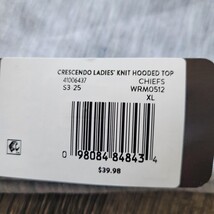 CRESCENDO LADIES' KNIT HOODED TOP
41006437 CHIEFS
S3 25 WRM0512
XL
0 98084 84843 4
$39.98